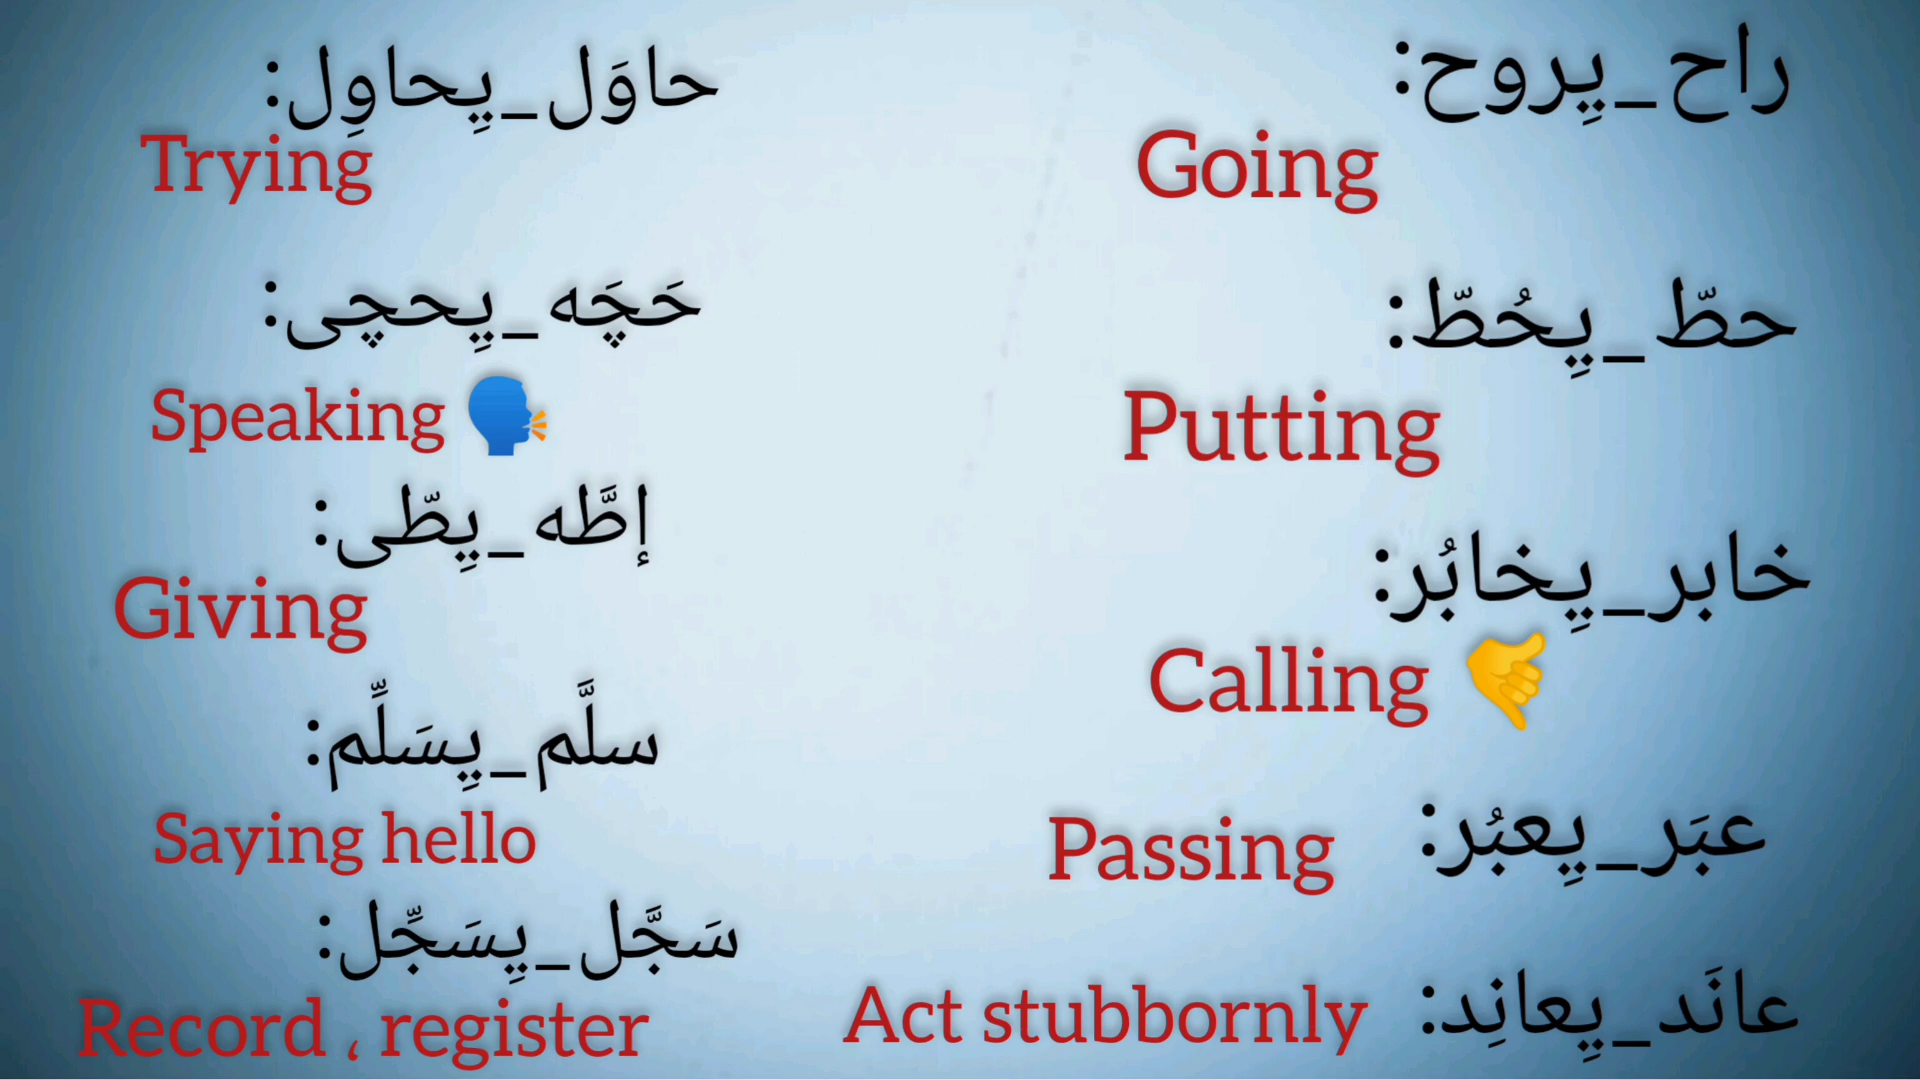 راح_يِروح:
Going
حطّ_يِحُطّ:
Putting
خابر_يِخابُر:
Calling
عبَر_يِعبُر:
Passing
عانَد_يِعانِد:
Act stubbornly
حاوَل_يِحاوِل:
Trying
حَچَه_يِحچی:
Speaking
إطَّه_يِطّی:
Giving
سلَّم_يِسَلِّم:
Saying hello
سَجَّل_يِسَجِّل:
Record ، register